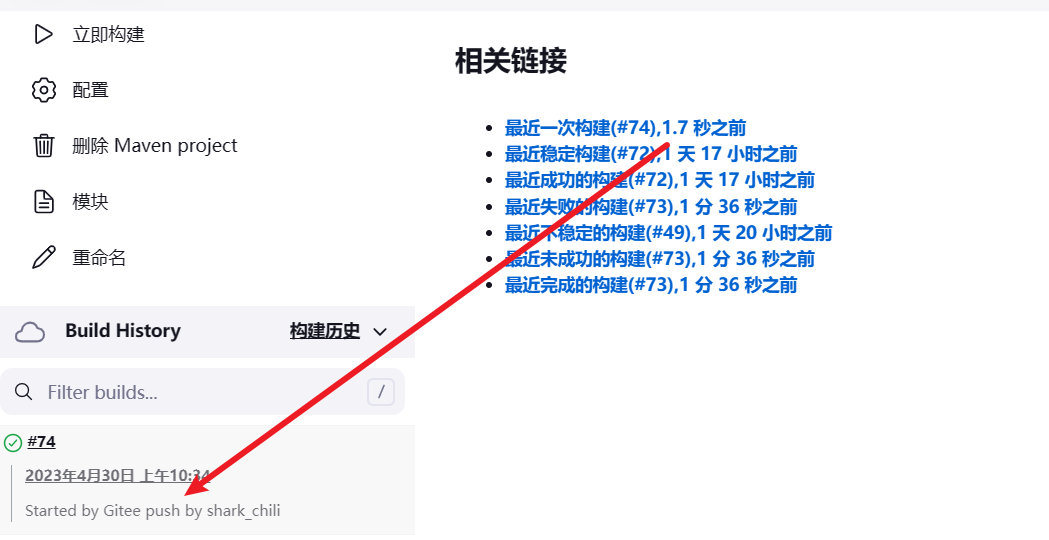 立即构建
配置
删除 Maven project
模块
重命名
相关链接
最近一次构建(#74),1.7 秒之前
最近稳定构建(#72),1 天 17 小时之前
最近成功的构建(#72),1 天 17 小时之前
最近失败的构建(#73),1 分 36 秒之前
最近不稳定的构建(#49),1 天 20 小时之前
最近未成功的构建(#73),1 分 36 秒之前
最近完成的构建(#73),1 分 36 秒之前
Build History 构建历史
Filter builds... /
#74
2023年4月30日 上午10:34
Started by Gitee push by shark_chili